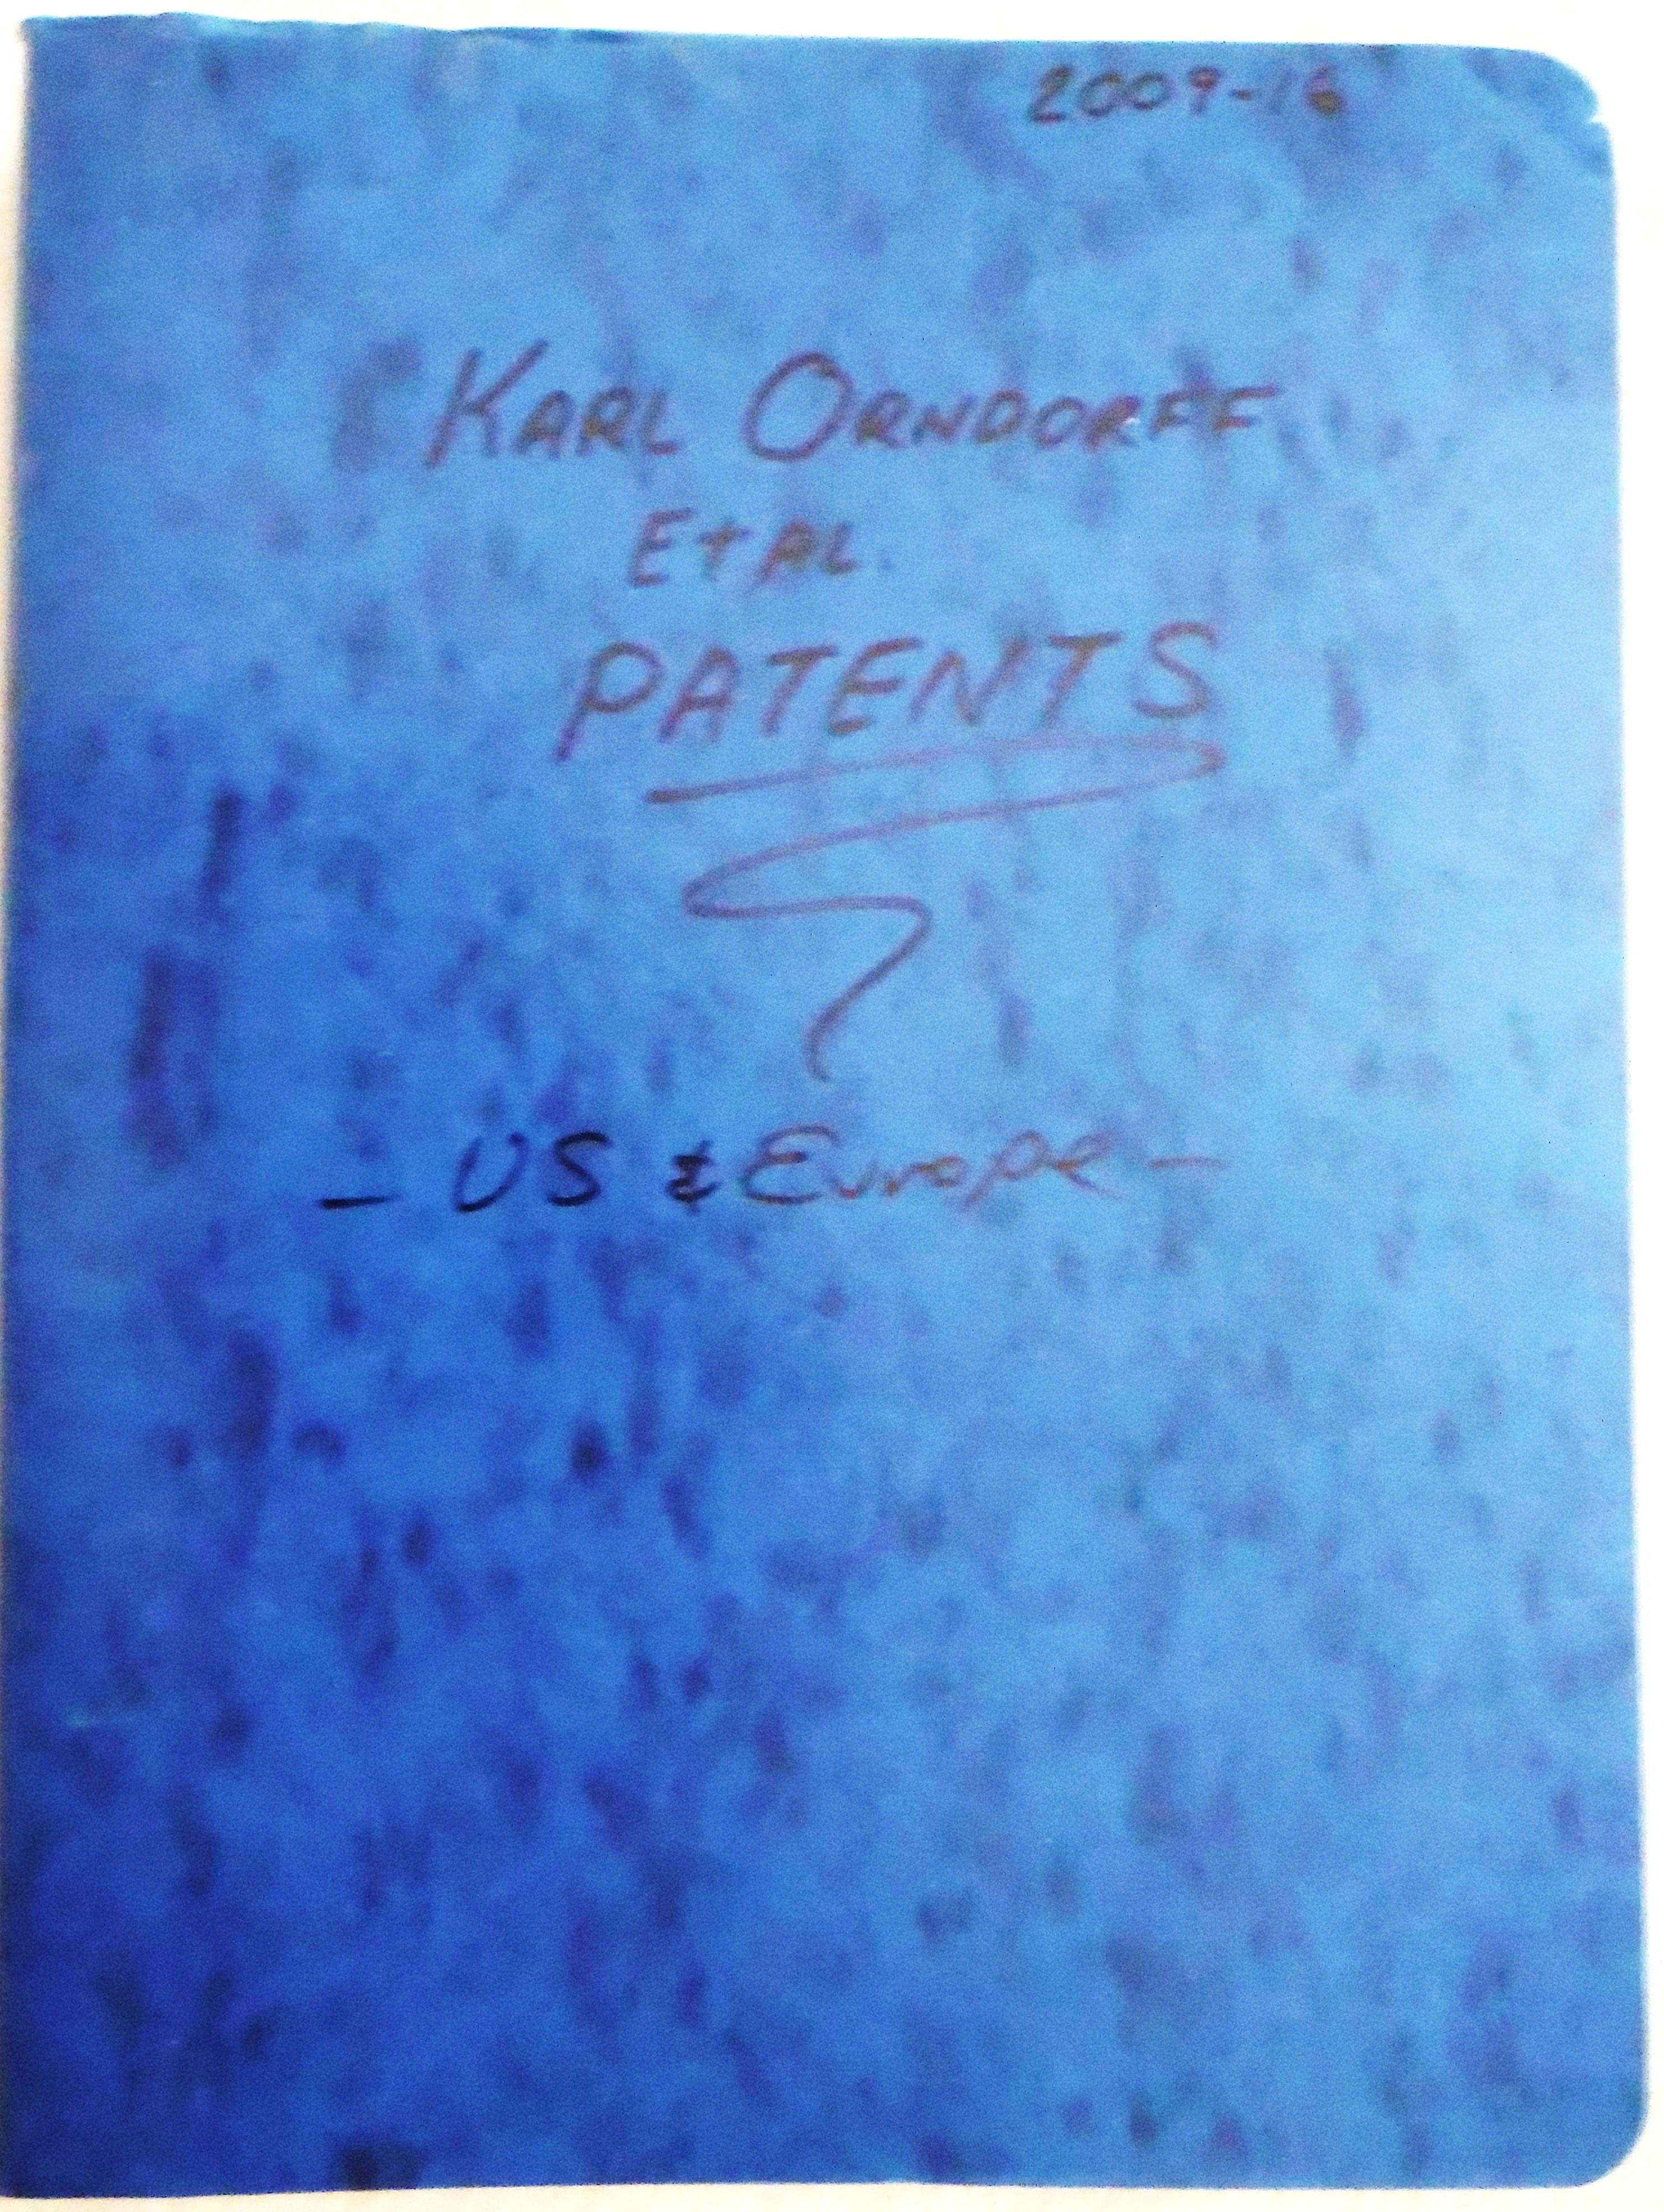 2009-16
KARL ORNDORFF
Et AL.
PATENTS
- US & Europe -